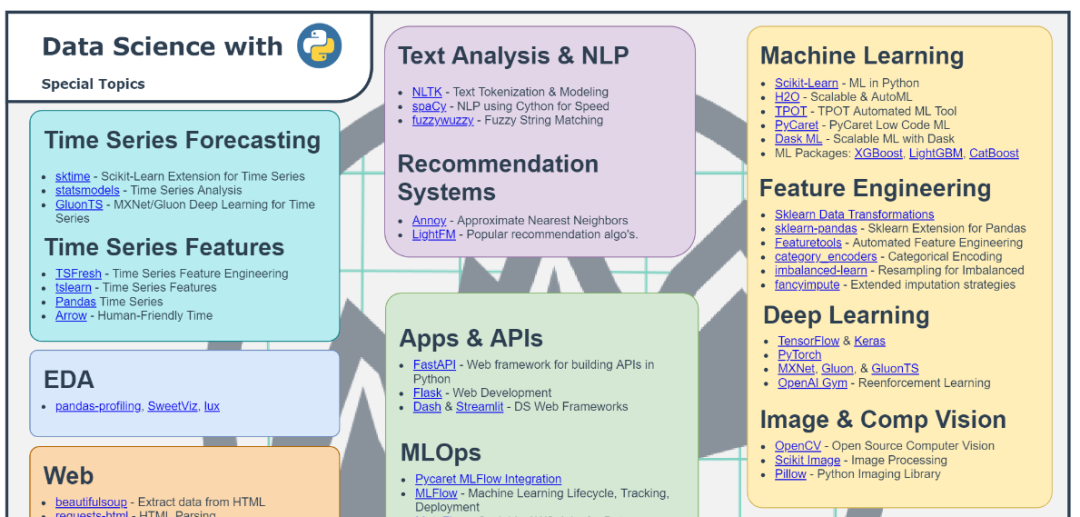 Data Science with
Special Topics
Time Series Forecasting
• sktime - Scikit-Learn Extension for Time Series
• statsmodels - Time Series Analysis
• GluonTS - MXNet/Gluon Deep Learning for Time
Series
Time Series Features
• TSFresh - Time Series Feature Engineering
• tslearn - Time Series Features
• Pandas Time Series
• Arrow - Human-Friendly Time
EDA
• pandas-profiling, SweetViz, lux
Web
• beautifulsoup - Extract data from HTML
• requests-html - HTML Parsing
Text Analysis & NLP
• NLTK - Text Tokenization & Modeling
• spaCy - NLP using Cython for Speed
• fuzzywuzzy - Fuzzy String Matching
Recommendation
Systems
• Annoy - Approximate Nearest Neighbors
• LightFM - Popular recommendation algo's.
Apps & APIs
• FastAPI - Web framework for building APIs in
Python
• Flask - Web Development
• Dash & Streamlit - DS Web Frameworks
MLOps
• Pycaret MLFlow Integration
• MLFlow - Machine Learning Lifecycle, Tracking,
Deployment
Machine Learning
• Scikit-Learn - ML in Python
• H2O - Scalable & AutoML
• TPOT - TPOT Automated ML Tool
• PyCaret - PyCaret Low Code ML
• Dask ML - Scalable ML with Dask
• ML Packages: XGBoost, LightGBM, CatBoost
Feature Engineering
• Sklearn Data Transformations
• sklearn-pandas - Sklearn Extension for Pandas
• Featuretools - Automated Feature Engineering
• category_encoders - Categorical Encoding
• imbalanced-learn - Resampling for Imbalanced
• fancyimpute - Extended imputation strategies
Deep Learning
• TensorFlow & Keras
• PyTorch
• MXNet, Gluon, & GluonTS
• OpenAI Gym - Reenforcement Learning
Image & Comp Vision
• OpenCV - Open Source Computer Vision
• Scikit Image - Image Processing
• Pillow - Python Imaging Library